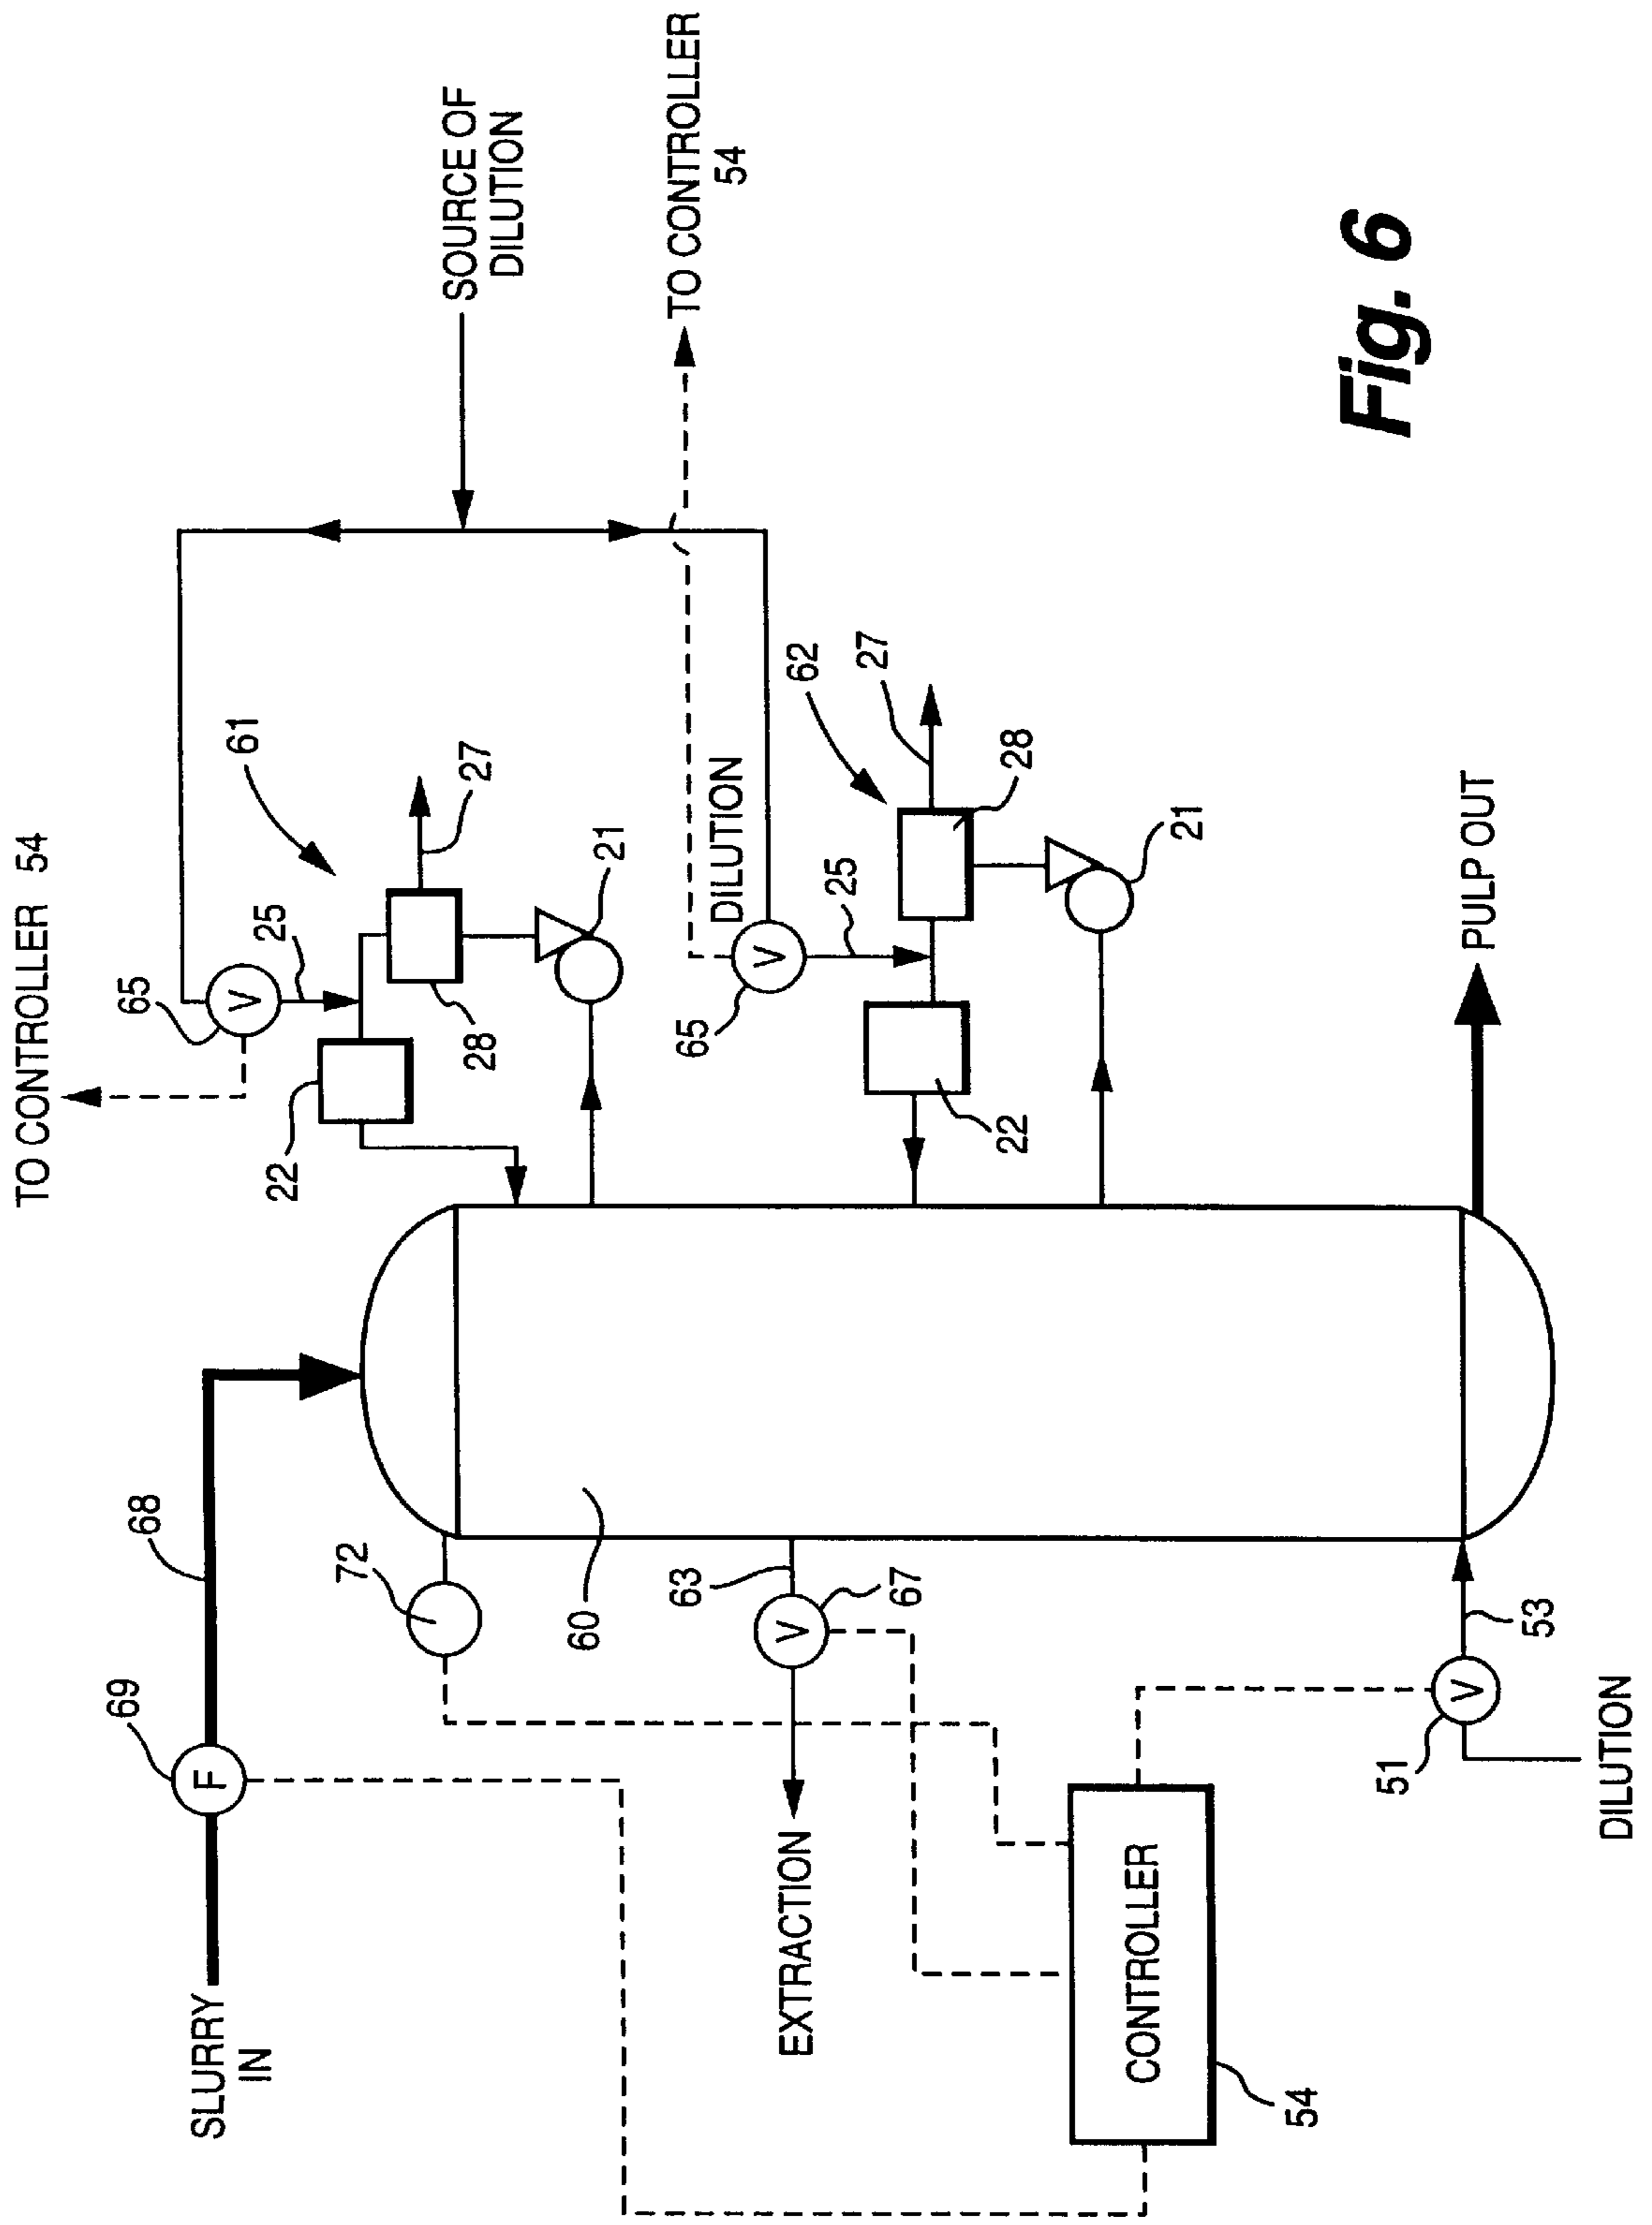 SLURRY
IN
69
F
68
72
60
63
V
67
EXTRACTION
CONTROLLER
54
51
V
53
DILUTION
TO CONTROLLER 54
65
V
25
22
28
61
27
21
SOURCE OF
DILUTION
TO CONTROLLER
54
DILUTION
65
V
25
22
62
27
28
21
PULP OUT
Fig. 6